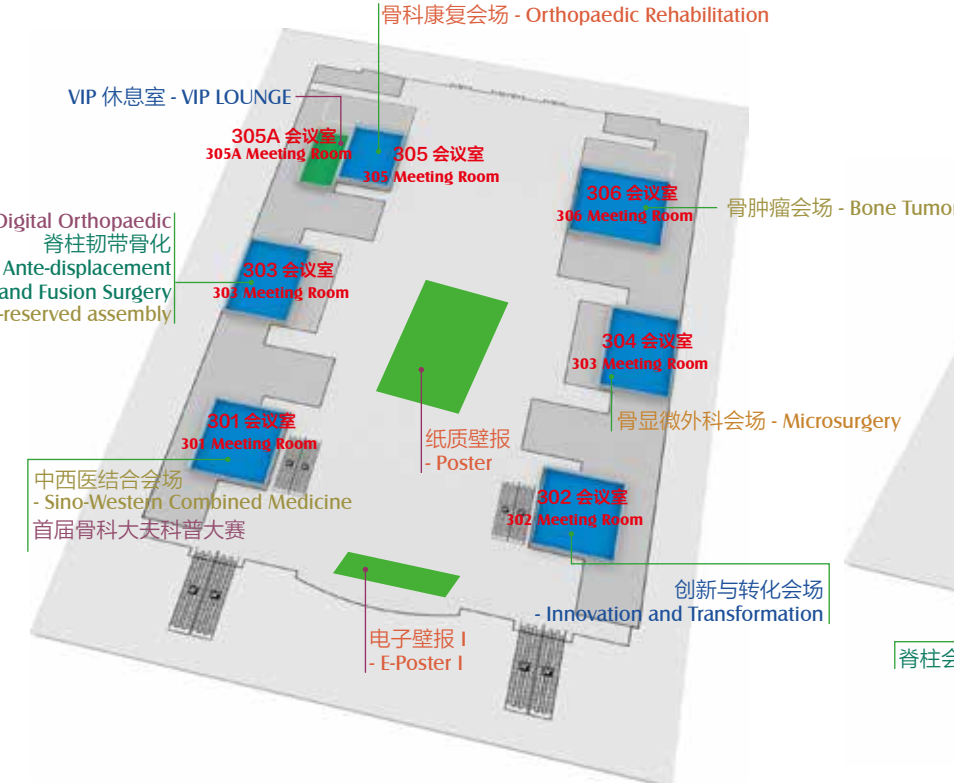 骨科康复会场 - Orthopaedic Rehabilitation
VIP 休息室 - VIP LOUNGE
305A 会议室
305A Meeting Room
305 会议室
305 Meeting Room
306 会议室
306 Meeting Room
骨肿瘤会场 - Bone Tumor
Digital Orthopaedic
脊柱韧带骨化
Ante-displacement
and Fusion Surgery
-reserved assembly
303 会议室
303 Meeting Room
304 会议室
303 Meeting Room
骨显微外科会场 - Microsurgery
301 会议室
301 Meeting Room
纸质壁报
- Poster
中西医结合会场
- Sino-Western Combined Medicine
首届骨科大夫科普大赛
302 会议室
302 Meeting Room
创新与转化会场
- Innovation and Transformation
电子壁报 I
- E-Poster I
脊柱会